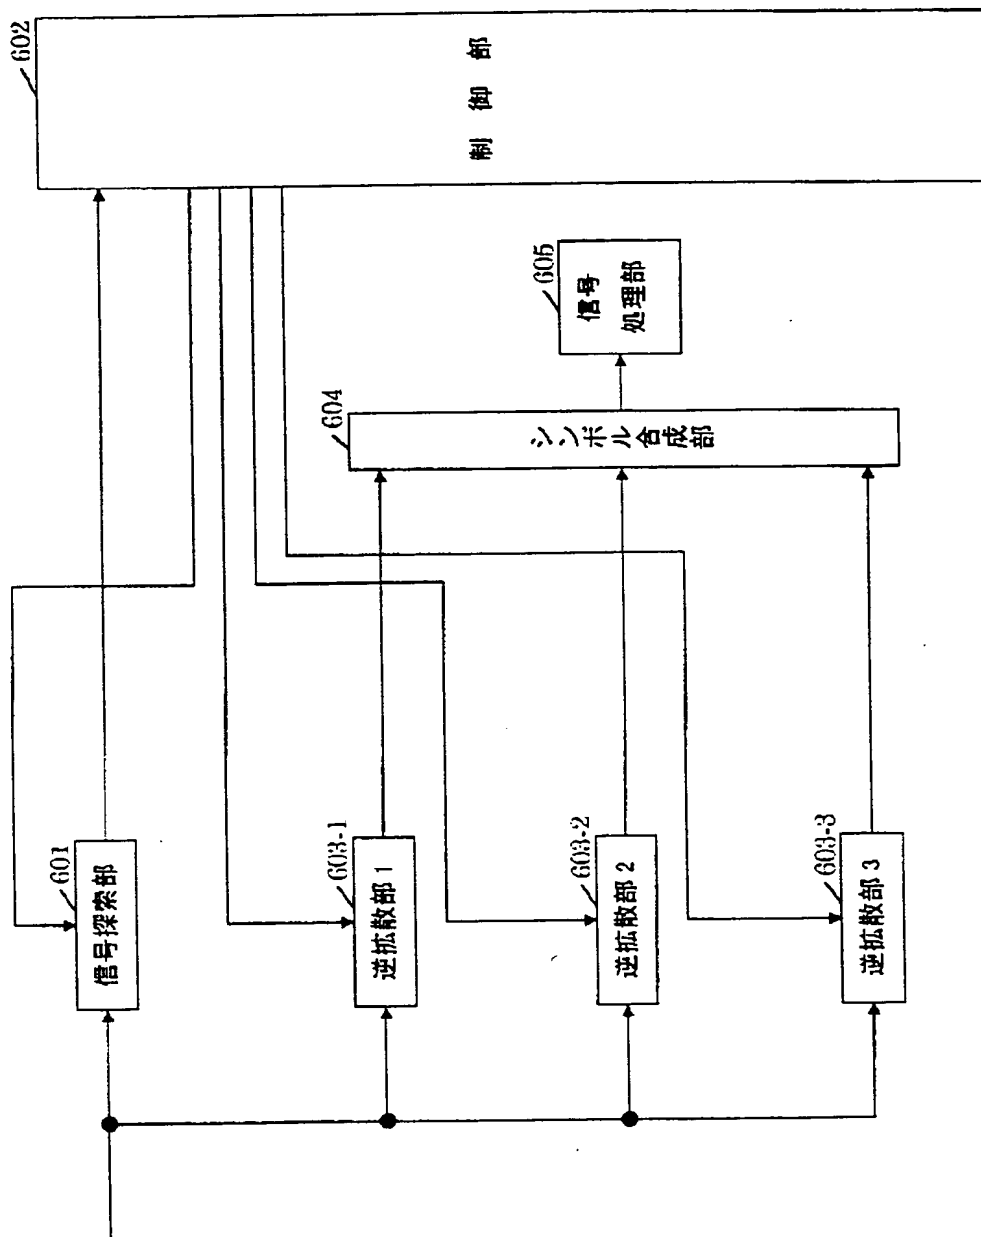 602
制御部
601
信号探索部
603-1
逆拡散部1
603-2
逆拡散部2
603-3
逆拡散部3
604
シンボル合成部
605
信号
処理部